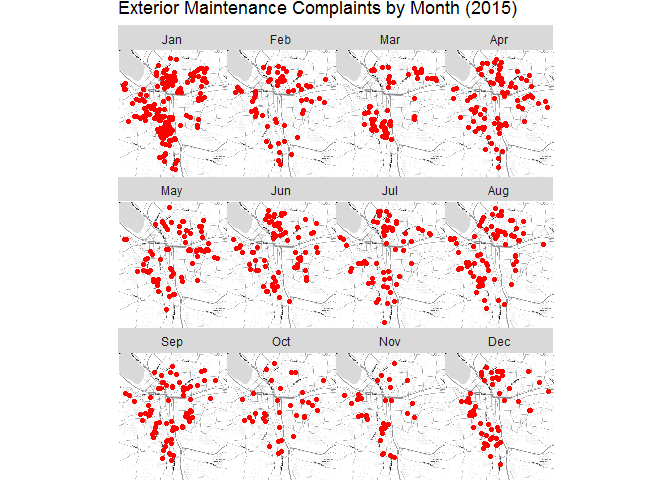 Exterior Maintenance Complaints by Month (2015)
Jan Feb Mar Apr
May Jun Jul Aug
Sep Oct Nov Dec